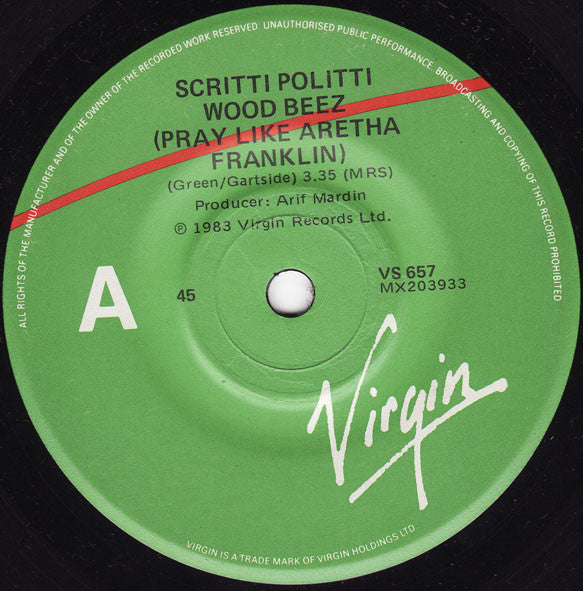 ALL RIGHTS OF THE MANUFACTURER AND OF THE OWNER OF THE RECORDED WORK RESERVED UNAUTHORISED PUBLIC PERFORMANCE, BROADCASTING AND COPYING OF THIS RECORD PROHIBITED
SCRITTI POLITTI
WOOD BEEZ
(PRAY LIKE ARETHA
FRANKLIN)
(Green/Gartside) 3.35 (MRS)
Producer: Arif Mardin
℗ 1983 Virgin Records Ltd.
A
45
VS 657
MX203933
Virgin
VIRGIN IS A TRADE MARK OF VIRGIN HOLDINGS LTD.